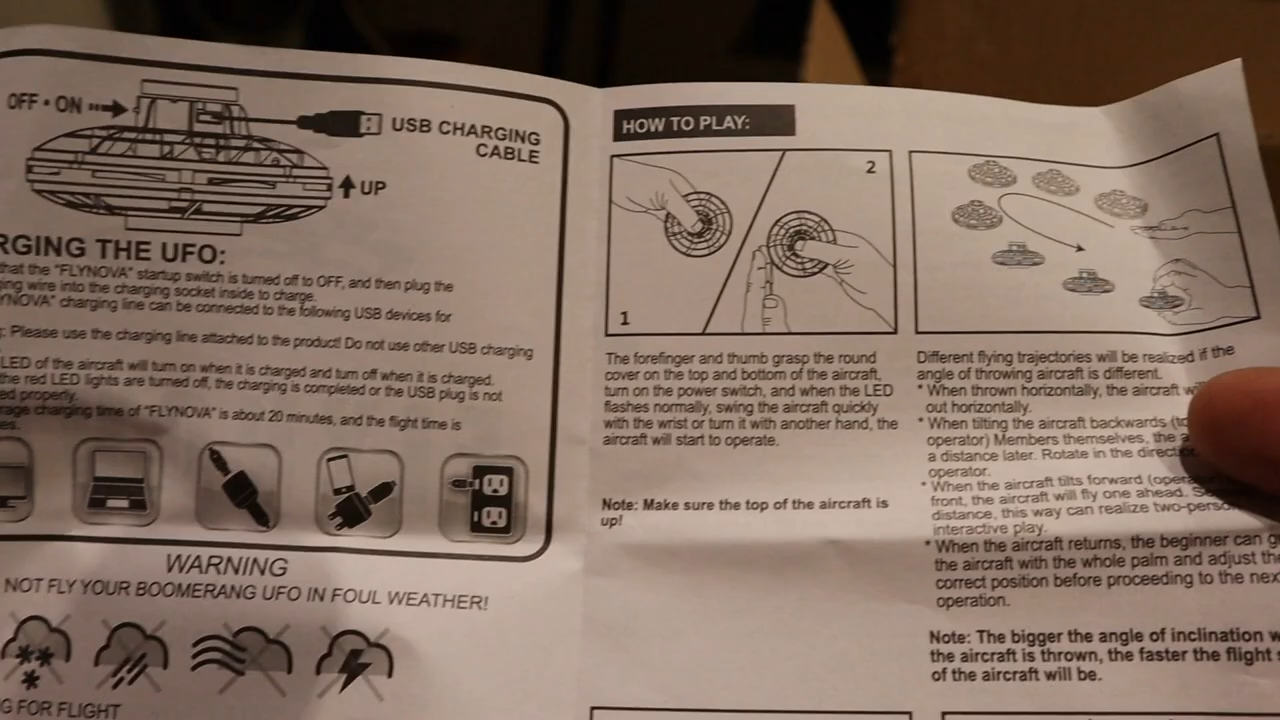 OFF • ON
USB CHARGING
CABLE
UP
RGING THE UFO:
that the "FLYNOVA" startup switch is turned off to OFF, and then plug the
ing wire into the charging socket inside to charge.
YNOVA" charging line can be connected to the following USB devices for
: Please use the charging line attached to the product! Do not use other USB charging
LED of the aircraft will turn on when it is charged and turn off when it is charged.
the red LED lights are turned off, the charging is completed or the USB plug is not
ed properly.
rage charging time of "FLYNOVA" is about 20 minutes, and the flight time is
es.
WARNING
NOT FLY YOUR BOOMERANG UFO IN FOUL WEATHER!
G FOR FLIGHT
HOW TO PLAY:
1
2
The forefinger and thumb grasp the round
cover on the top and bottom of the aircraft,
turn on the power switch, and when the LED
flashes normally, swing the aircraft quickly
with the wrist or turn it with another hand, the
aircraft will start to operate.
Note: Make sure the top of the aircraft is
up!
Different flying trajectories will be realized if the
angle of throwing aircraft is different.
* When thrown horizontally, the aircraft wi
out horizontally.
* When tilting the aircraft backwards (to
operator) Members themselves, the a
a distance later. Rotate in the direc
operator.
* When the aircraft tilts forward (opera
front, the aircraft will fly one ahead. S
distance, this way can realize two-perso
interactive play.
* When the aircraft returns, the beginner can g
the aircraft with the whole palm and adjust the
correct position before proceeding to the nex
operation.
Note: The bigger the angle of inclination w
the aircraft is thrown, the faster the flight s
of the aircraft will be.